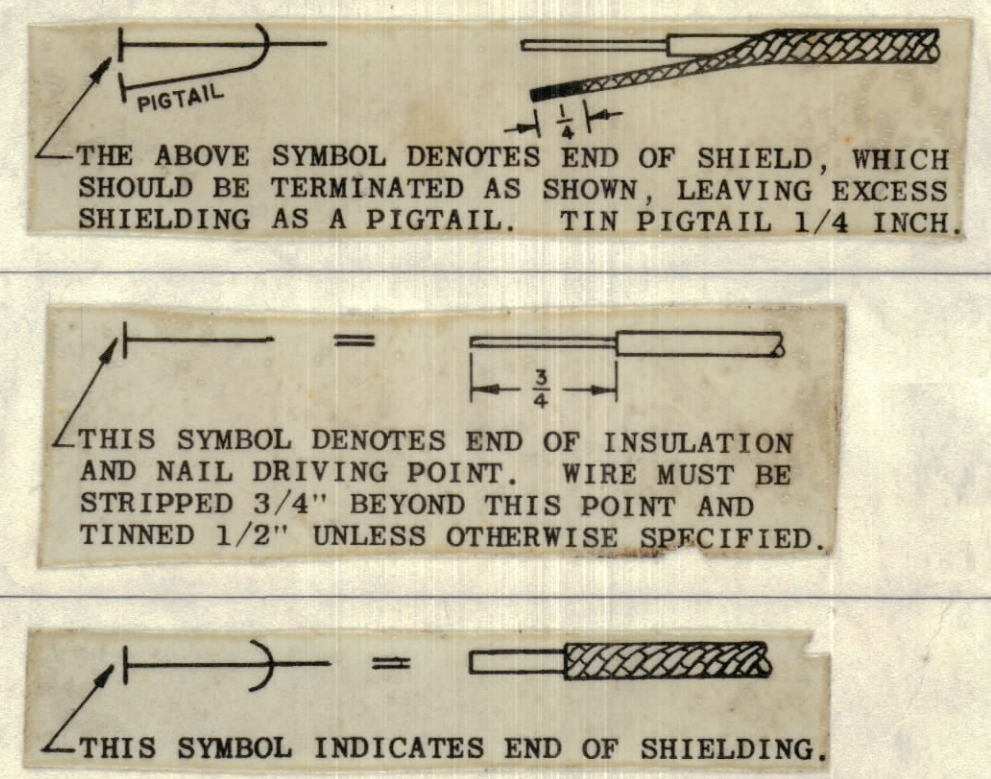 PIGTAIL
1/4
THE ABOVE SYMBOL DENOTES END OF SHIELD, WHICH
SHOULD BE TERMINATED AS SHOWN, LEAVING EXCESS
SHIELDING AS A PIGTAIL. TIN PIGTAIL 1/4 INCH.
=
3/4
THIS SYMBOL DENOTES END OF INSULATION
AND NAIL DRIVING POINT. WIRE MUST BE
STRIPPED 3/4" BEYOND THIS POINT AND
TINNED 1/2" UNLESS OTHERWISE SPECIFIED.
=
THIS SYMBOL INDICATES END OF SHIELDING.